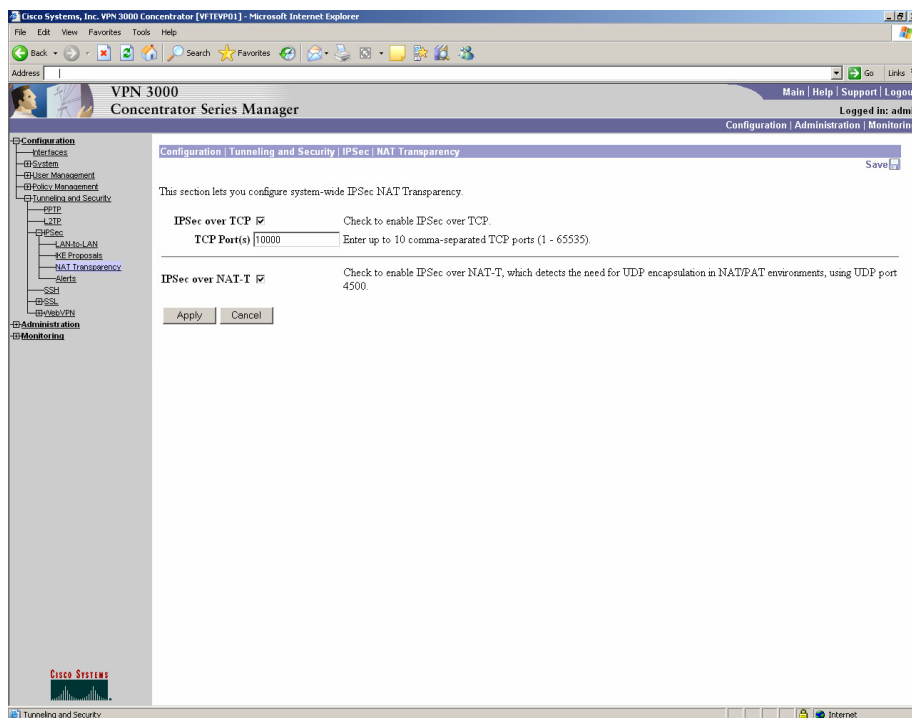 Cisco Systems, Inc. VPN 3000 Concentrator [VFTEVP01] - Microsoft Internet Explorer
File Edit View Favorites Tools Help
Back Search Favorites
Address Go Links
VPN 3000
Concentrator Series Manager
Main | Help | Support | Logou
Logged in: admi
Configuration | Administration | Monitorin
Configuration
Interfaces
System
User Management
Policy Management
Tunneling and Security
PPTP
L2TP
IPSec
LAN-to-LAN
IKE Proposals
NAT Transparency
Alerts
SSH
SSL
WebVPN
Administration
Monitoring
Configuration | Tunneling and Security | IPSec | NAT Transparency
Save
This section lets you configure system-wide IPSec NAT Transparency.
IPSec over TCP Check to enable IPSec over TCP.
TCP Port(s) 10000 Enter up to 10 comma-separated TCP ports (1 - 65535).
IPSec over NAT-T Check to enable IPSec over NAT-T, which detects the need for UDP encapsulation in NAT/PAT environments, using UDP port
4500.
Apply Cancel
CISCO SYSTEMS
Tunneling and Security Internet